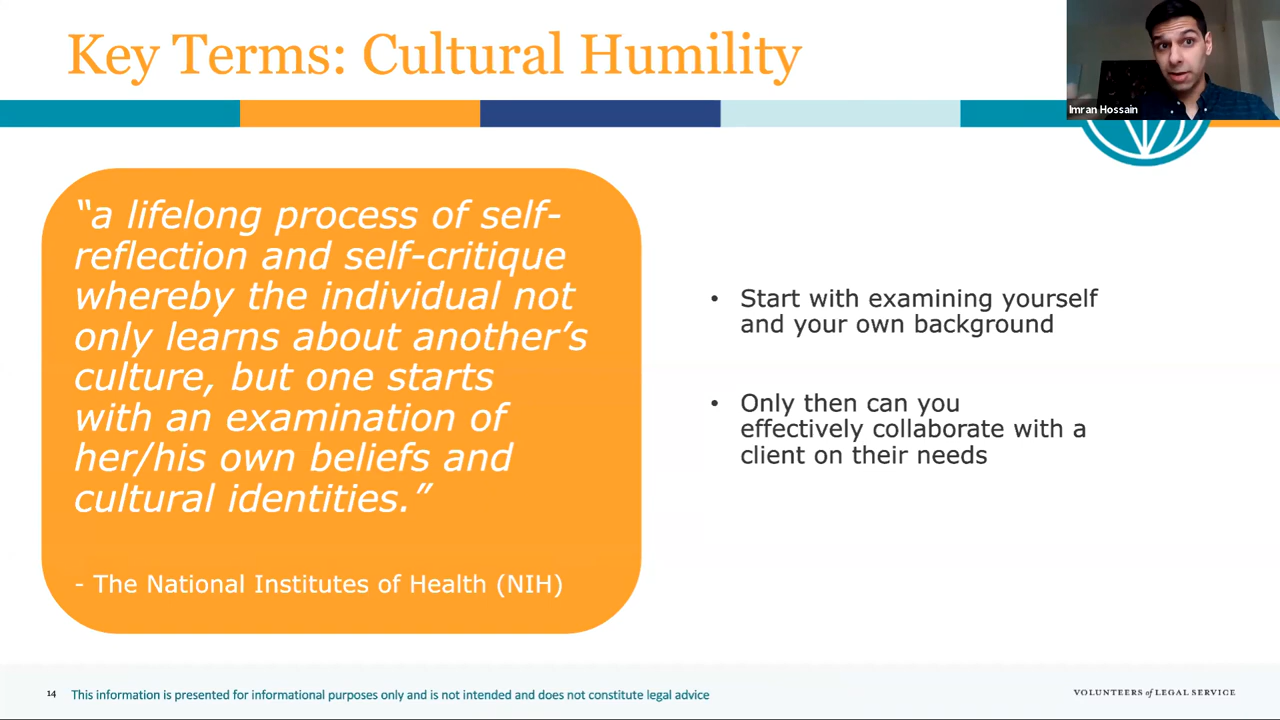 Key Terms: Cultural Humility
Imran Hossain
“a lifelong process of self-
reflection and self-critique
whereby the individual not
only learns about another’s
culture, but one starts
with an examination of
her/his own beliefs and
cultural identities.”
- The National Institutes of Health (NIH)
• Start with examining yourself
and your own background
• Only then can you
effectively collaborate with a
client on their needs
14
This information is presented for informational purposes only and is not intended and does not constitute legal advice
VOLUNTEERS of LEGAL SERVICE